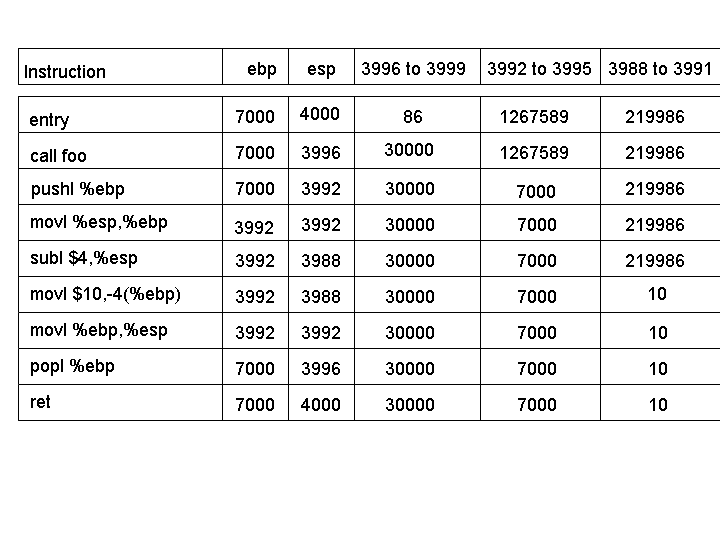 Instruction ebp esp 3996 to 3999 3992 to 3995 3988 to 3991
entry 7000 4000 86 1267589 219986
call foo 7000 3996 30000 1267589 219986
pushl %ebp 7000 3992 30000 7000 219986
movl %esp,%ebp 3992 3992 30000 7000 219986
subl $4,%esp 3992 3988 30000 7000 219986
movl $10,-4(%ebp) 3992 3988 30000 7000 10
movl %ebp,%esp 3992 3992 30000 7000 10
popl %ebp 7000 3996 30000 7000 10
ret 7000 4000 30000 7000 10